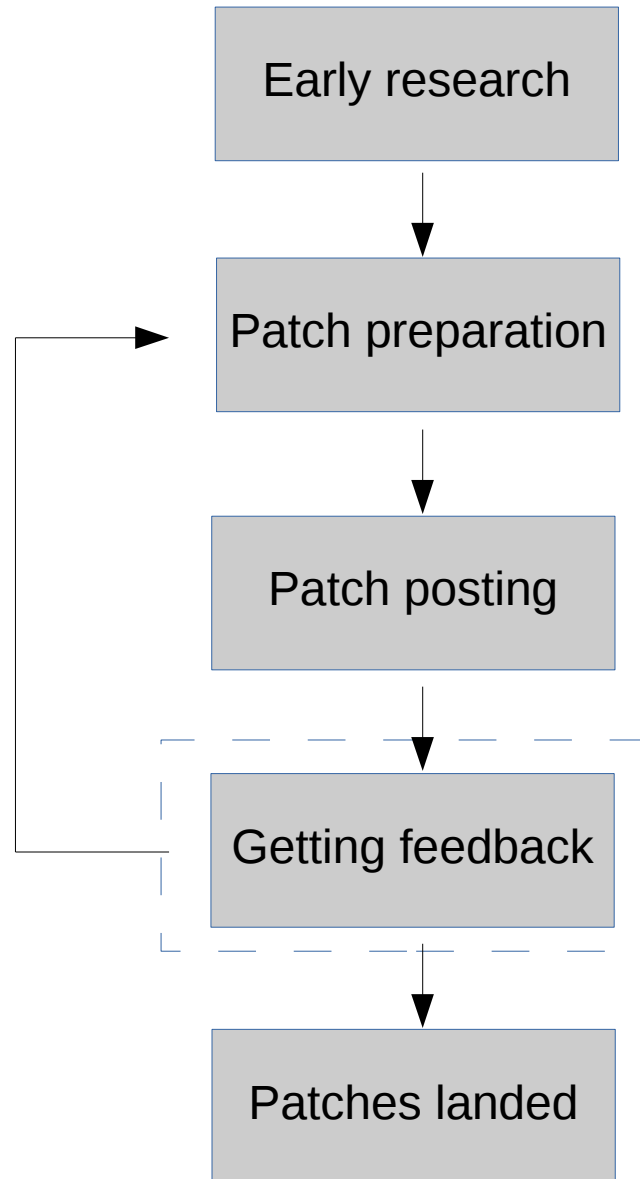 Early research
Patch preparation
Patch posting
Getting feedback
Patches landed